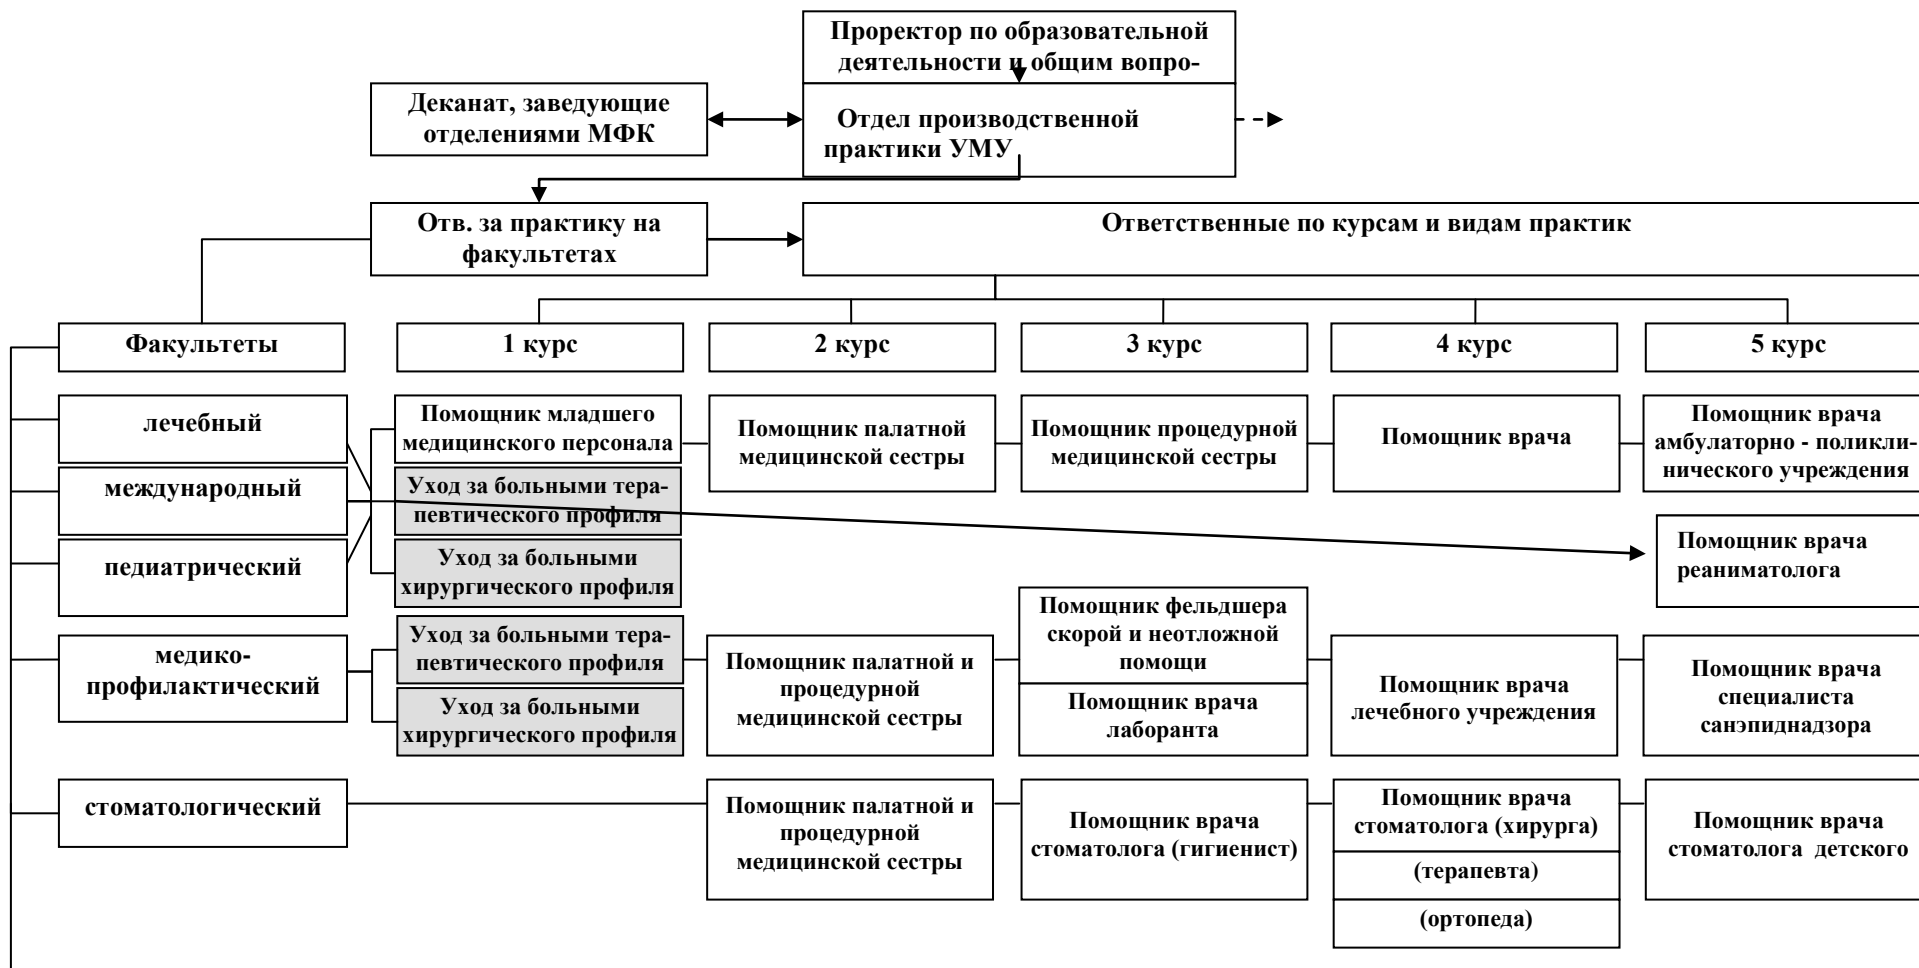 Проректор по образовательной
деятельности и общим вопро-
Деканат, заведующие
отделениями МФК
Отдел производственной
практики УМУ
Отв. за практику на
факультетах
Ответственные по курсам и видам практик
Факультеты
1 курс
2 курс
3 курс
4 курс
5 курс
лечебный
Помощник младшего
медицинского персонала
Помощник палатной
медицинской сестры
Помощник процедурной
медицинской сестры
Помощник врача
Помощник врача
амбулаторно - поликли-
нического учреждения
международный
Уход за больными тера-
певтического профиля
педиатрический
Уход за больными
хирургического профиля
Помощник врача
реаниматолога
медико-
профилактический
Уход за больными тера-
певтического профиля
Уход за больными
хирургического профиля
Помощник палатной и
процедурной
медицинской сестры
Помощник фельдшера
скорой и неотложной
помощи
Помощник врача
лаборанта
Помощник врача
лечебного учреждения
Помощник врача
специалиста
санэпиднадзора
стоматологический
Помощник палатной и
процедурной
медицинской сестры
Помощник врача
стоматолога (гигиенист)
Помощник врача
стоматолога (хирурга)
(терапевта)
(ортопеда)
Помощник врача
стоматолога детского